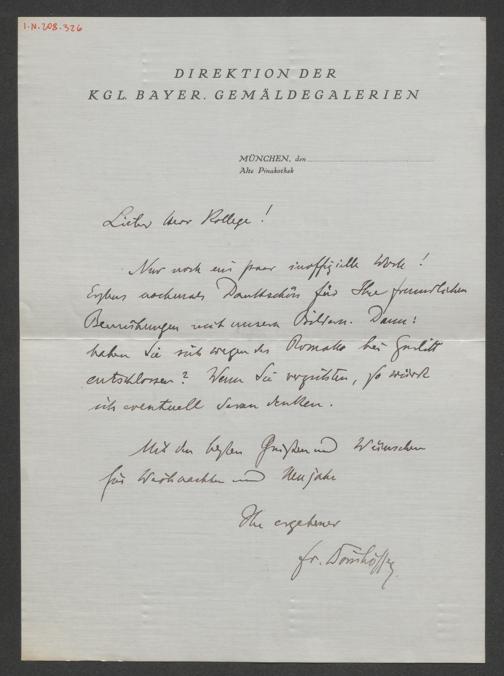 I.N. 208.326
DIREKTION DER
KGL. BAYER. GEMÄLDEGALERIEN
MÜNCHEN, den
Alte Pinakothek
Lieber Herr Kollege!
Nur noch ein paar inoffizielle Worte!
Erstens nochmals Dankschön für Ihre freundlichen
Bemühungen mit unsern Bildern. Dann:
haben Sie sich wegen des Romako bei Gurlitt
entschlossen? Wenn Sie verzichten, so würde
ich eventuell daran denken.
Mit den besten Grüßen und Wünschen
für Weihnachten und Neujahr
Ihr ergebener
Fr. Dörnhöffer